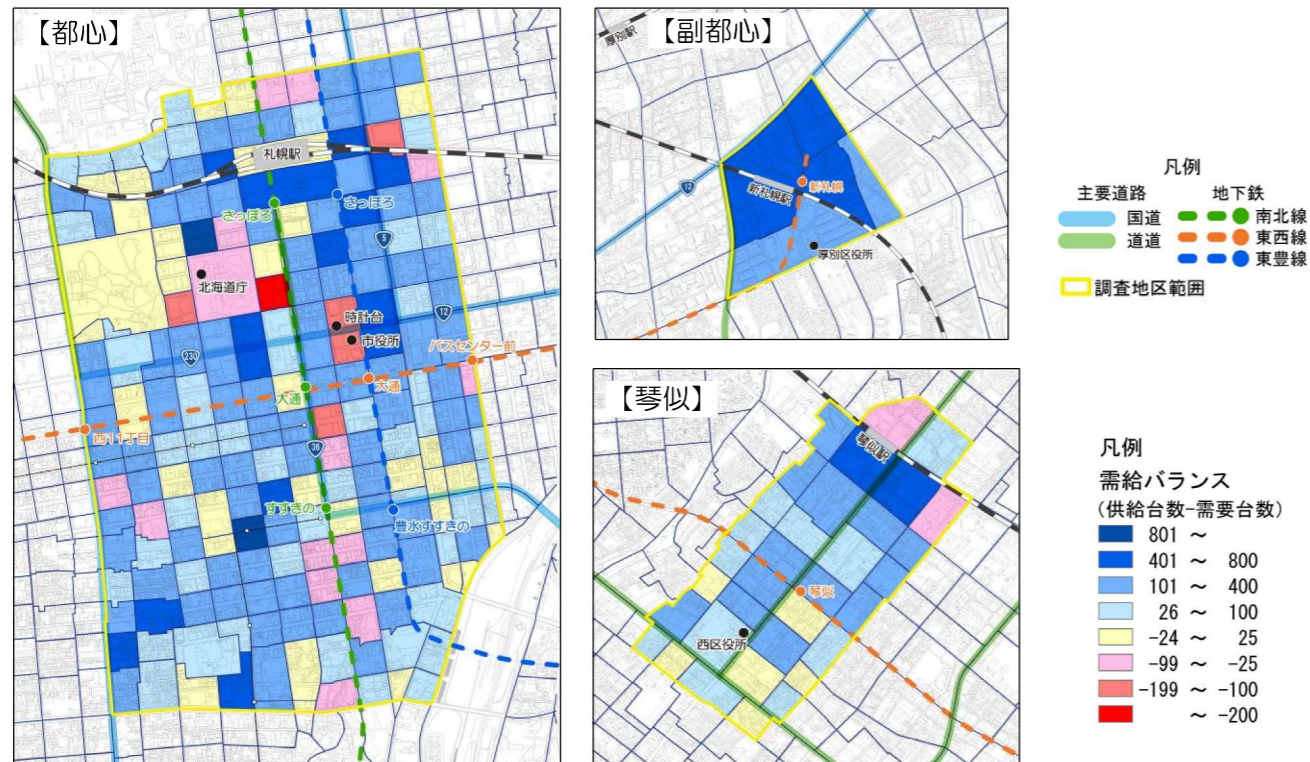 【都心】
札幌駅
さっぽろ
さっぽろ
5
北海道庁
時計台
市役所
12
230
バスセンター前
大通
大通
西11丁目
36
すすきの
豊水すすきの
【副都心】
厚別駅
12
新札幌
新札幌駅
厚別区役所
【琴似】
琴似駅
琴似
西区役所
凡例
主要道路
地下鉄
国道
南北線
道道
東西線
東豊線
調査地区範囲
凡例
需給バランス
(供給台数-需要台数)
801 ~
401 ~ 800
101 ~ 400
26 ~ 100
-24 ~ 25
-99 ~ -25
-199 ~ -100
~ -200